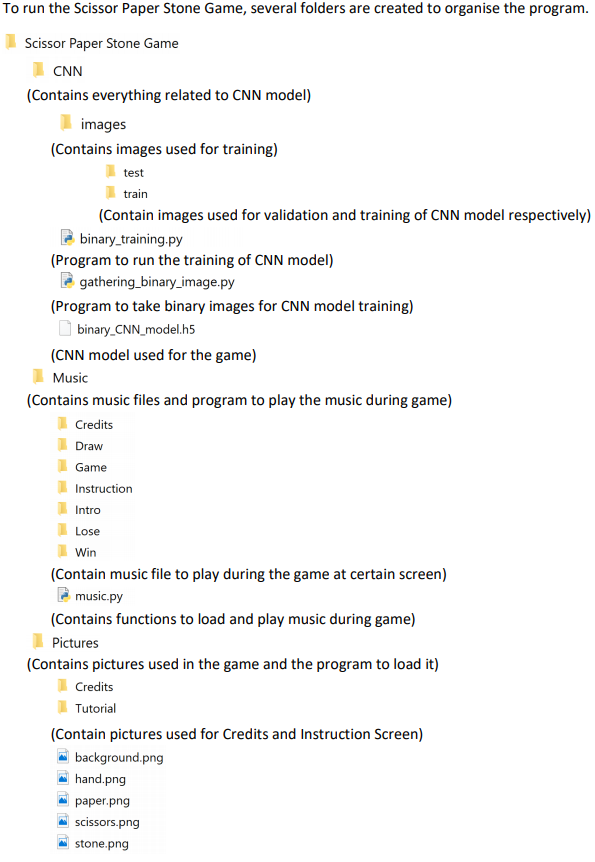 To run the Scissor Paper Stone Game, several folders are created to organise the program.
Scissor Paper Stone Game
CNN
(Contains everything related to CNN model)
images
(Contains images used for training)
test
train
(Contain images used for validation and training of CNN model respectively)
binary_training.py
(Program to run the training of CNN model)
gathering_binary_image.py
(Program to take binary images for CNN model training)
binary_CNN_model.h5
(CNN model used for the game)
Music
(Contains music files and program to play the music during game)
Credits
Draw
Game
Instruction
Intro
Lose
Win
(Contain music file to play during the game at certain screen)
music.py
(Contains functions to load and play music during game)
Pictures
(Contains pictures used in the game and the program to load it)
Credits
Tutorial
(Contain pictures used for Credits and Instruction Screen)
background.png
hand.png
paper.png
scissors.png
stone.png